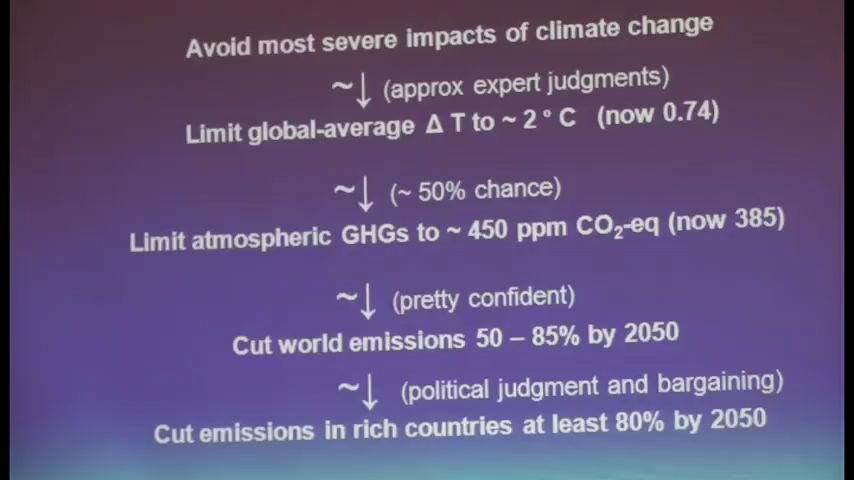 Avoid most severe impacts of climate change
~↓ (approx expert judgments)
Limit global-average Δ T to ~ 2° C (now 0.74)
~↓ (~ 50% chance)
Limit atmospheric GHGs to ~ 450 ppm CO₂-eq (now 385)
~↓ (pretty confident)
Cut world emissions 50 – 85% by 2050
~↓ (political judgment and bargaining)
Cut emissions in rich countries at least 80% by 2050